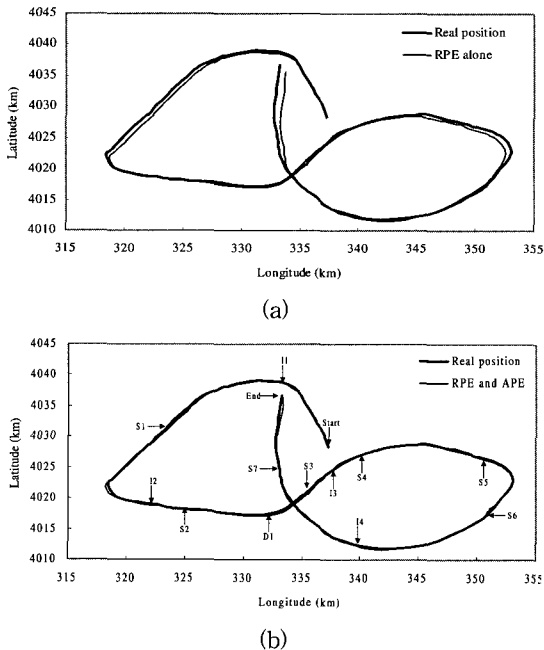 (a)
4045
4040
4035
4030
4025
4020
4015
4010
Latitude (km)
Real position
RPE alone
315 320 325 330 335 340 345 350 355
Longitude (km)
(a)
4045
4040
4035
4030
4025
4020
4015
4010
Latitude (km)
Real position
RPE and APE
I1
End
Start
S1
S7
S3
I3
S4
S5
I2
S2
D1
I4
S6
315 320 325 330 335 340 345 350 355
Longitude (km)
(b)